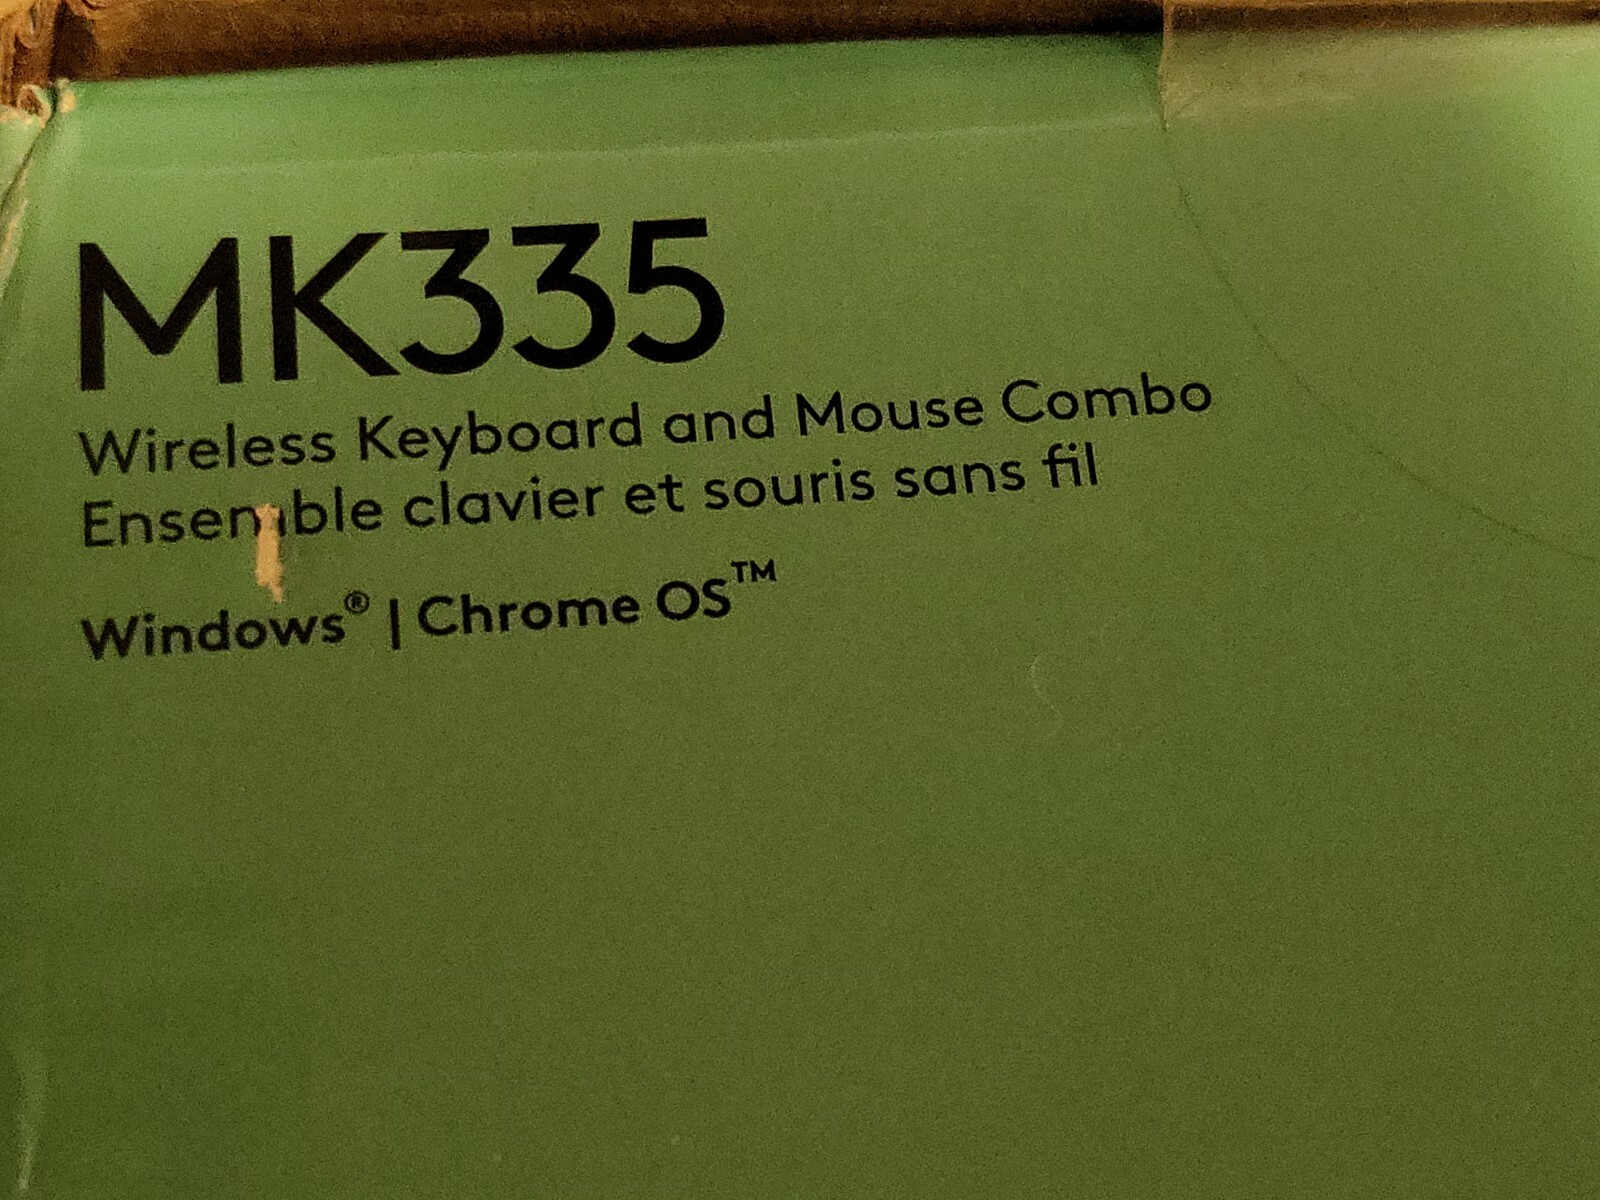 MK335
Wireless Keyboard and Mouse Combo
Ensemble clavier et souris sans fil
Windows® | Chrome OS™